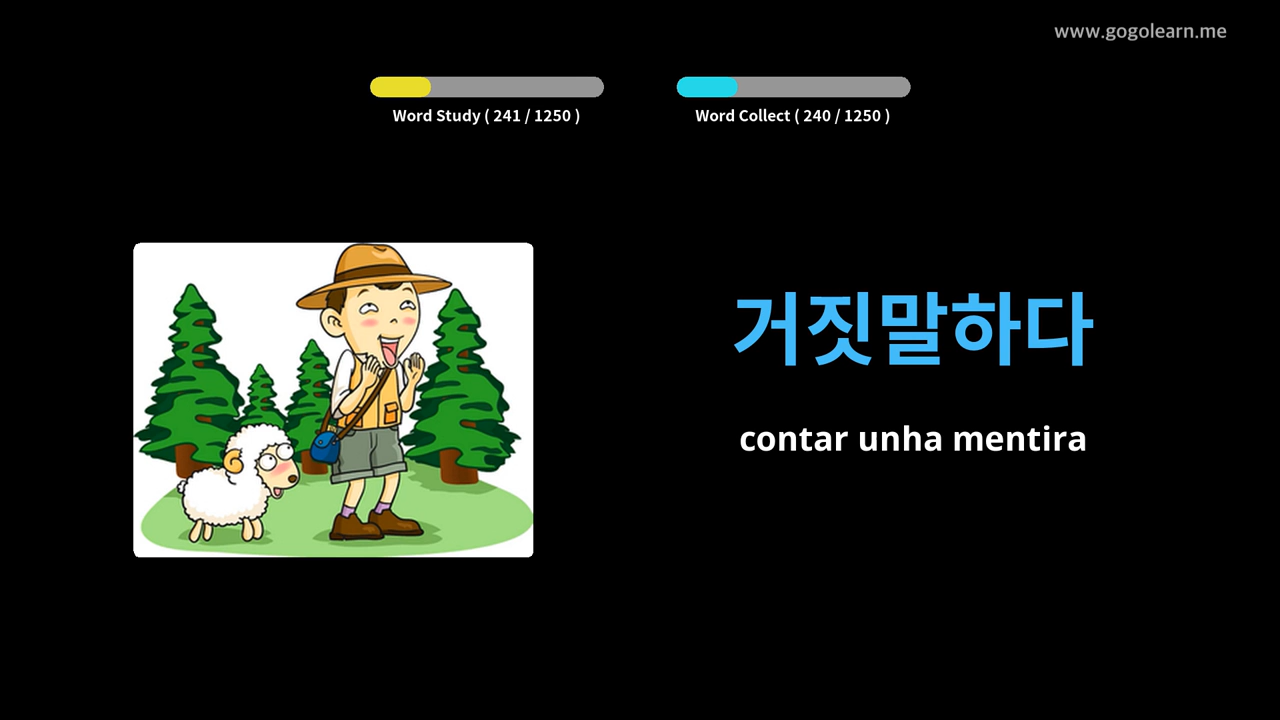 www.gogolearn.me
Word Study ( 241 / 1250 )
Word Collect ( 240 / 1250 )
거짓말하다
contar unha mentira